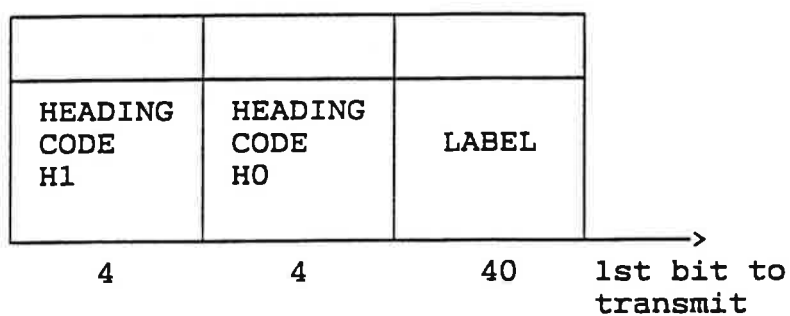 HEADING
CODE
H1
HEADING
CODE
H0
LABEL
4
4
40
1st bit to
transmit